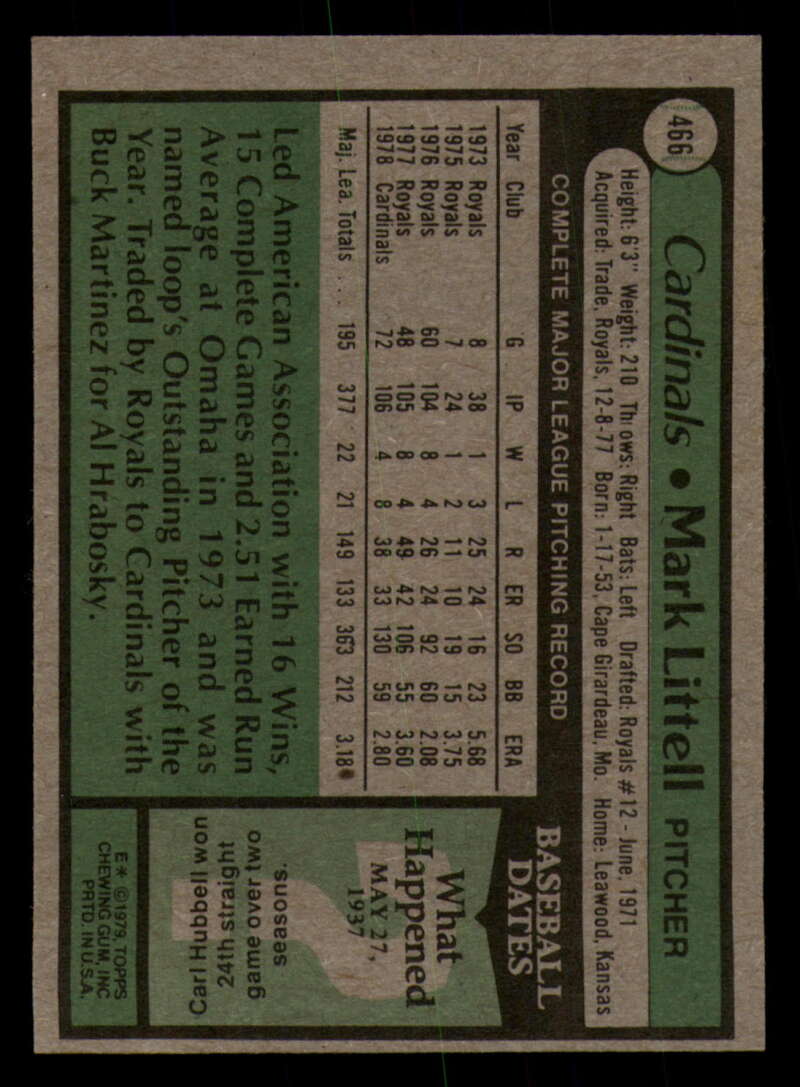 466
Cardinals • Mark Littell PITCHER
Height: 6'3" Weight: 210 Throws: Right Bats: Left Drafted: Royals #12 - June, 1971
Acquired: Trade, Royals, 12-8-77 Born: 1-17-53, Cape Girardeau, Mo. Home: Leawood, Kansas
COMPLETE MAJOR LEAGUE PITCHING RECORD
Year Club G IP W L R ER SO BB ERA
1973 Royals 8 38 1 3 25 24 16 23 5.68
1975 Royals 7 24 1 2 11 10 19 15 3.75
1976 Royals 60 104 8 4 26 24 92 60 2.08
1977 Royals 48 105 8 4 49 42 106 55 3.60
1978 Cardinals 72 106 4 8 38 33 130 59 2.80
Maj. Lea. Totals . . . 195 377 22 21 149 133 363 212 3.18
Led American Association with 16 Wins,
15 Complete Games and 2.51 Earned Run
Average at Omaha in 1973 and was
named loop's Outstanding Pitcher of the
Year. Traded by Royals to Cardinals with
Buck Martinez for Al Hrabosky.
BASEBALL
DATES
What
Happened
MAY 27,
1937
?
Carl Hubbell won
24th straight
game over two
seasons.
E* ©1979, TOPPS
CHEWING GUM, INC
PRTD. IN U.S.A.